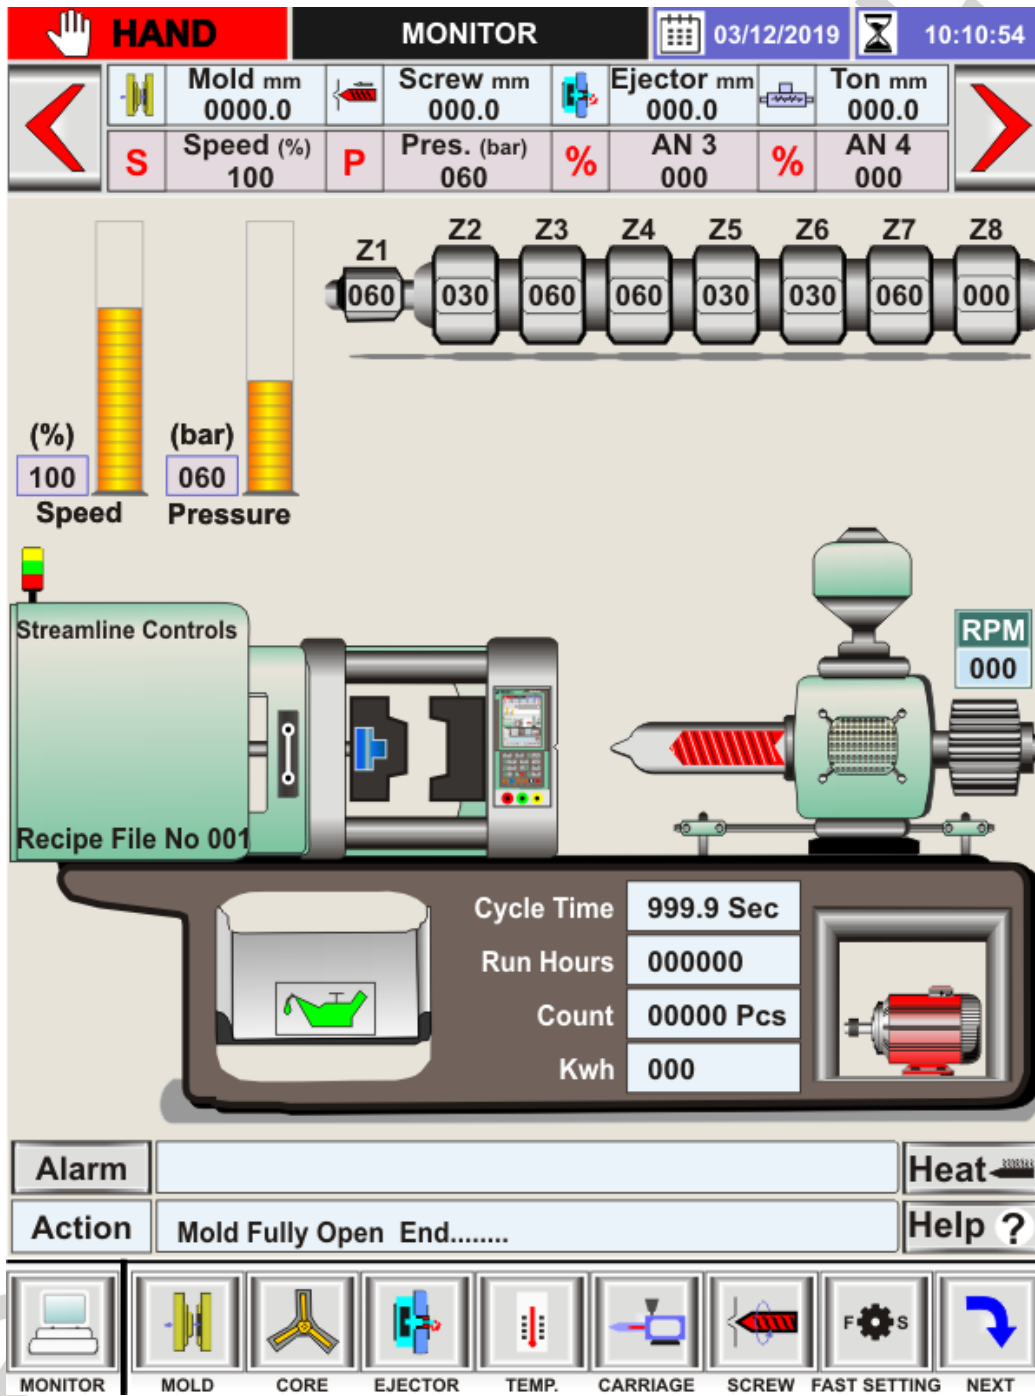 HAND MONITOR 03/12/2019 10:10:54
Mold mm Screw mm Ejector mm Ton mm
0000.0 000.0 000.0 000.0
S Speed (%) P Pres. (bar) % AN 3 % AN 4
100 060 000 000
Z1 Z2 Z3 Z4 Z5 Z6 Z7 Z8
060 030 060 060 030 030 060 000
(%) (bar)
100 060
Speed Pressure
Streamline Controls
RPM
000
Recipe File No 001
Cycle Time 999.9 Sec
Run Hours 000000
Count 00000 Pcs
Kwh 000
Alarm Heat
Action Mold Fully Open End........ Help ?
F S
MONITOR MOLD CORE EJECTOR TEMP. CARRIAGE SCREW FAST SETTING NEXT